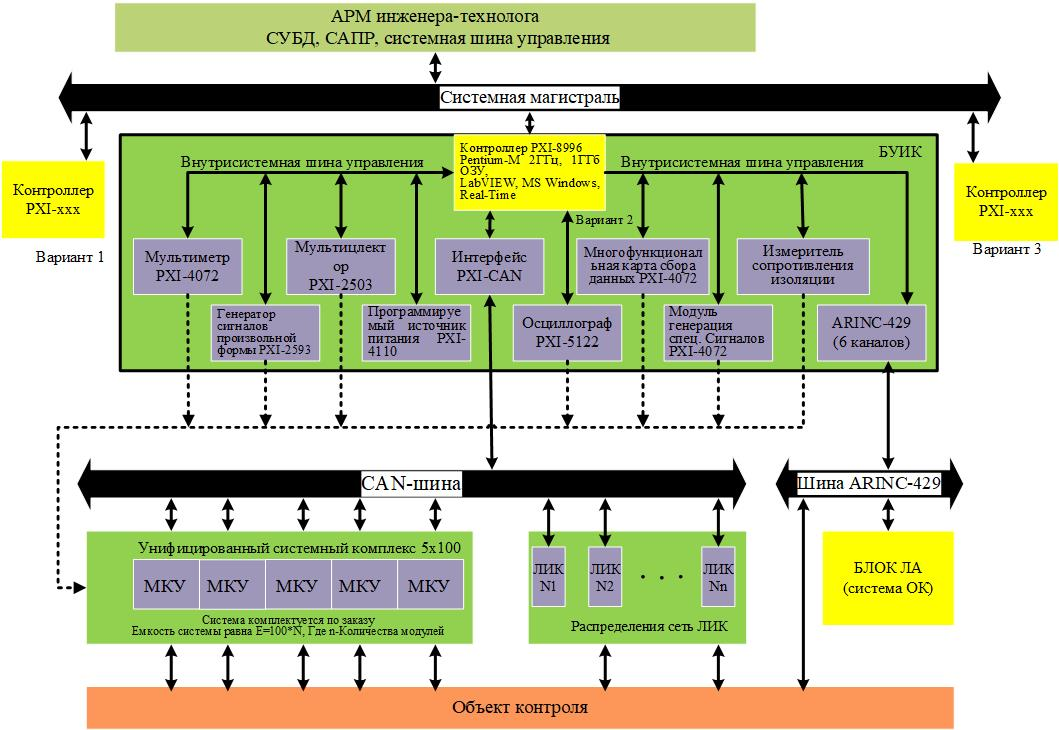 АРМ инженера-технолога
СУБД, САПР, системная шина управления
Системная магистраль
Контроллер
PXI-xxx
Вариант 1
Внутрисистемная шина управления
Контроллер PXI-8996
Pentium-M 2ГГц, 1ГГб
ОЗУ,
LabVIEW, MS Windows,
Real-Time
Вариант 2
Внутрисистемная шина управления
БУИК
Контроллер
PXI-xxx
Вариант 3
Мультиметр
PXI-4072
Мультицлект
ор
PXI-2503
Интерфейс
PXI-CAN
Многофункционал
ьная карта сбора
данных PXI-4072
Измеритель
сопротивления
изоляции
Генератор
сигналов
произвольной
формы PXI-2593
Программируе
мый источник
питания PXI-
4110
Осциллограф
PXI-5122
Модуль
генерация
спец. Сигналов
PXI-4072
ARINC-429
(6 каналов)
CAN-шина
Шина ARINC-429
Унифицированный системный комплекс 5х100
МКУ
МКУ
МКУ
МКУ
МКУ
Система комплектуется по заказу
Емкость системы равна E=100*N, Где n-Количества модулей
ЛИК
N1
ЛИК
N2
. . .
ЛИК
Nn
Распределения сеть ЛИК
БЛОК ЛА
(система ОК)
Объект контроля